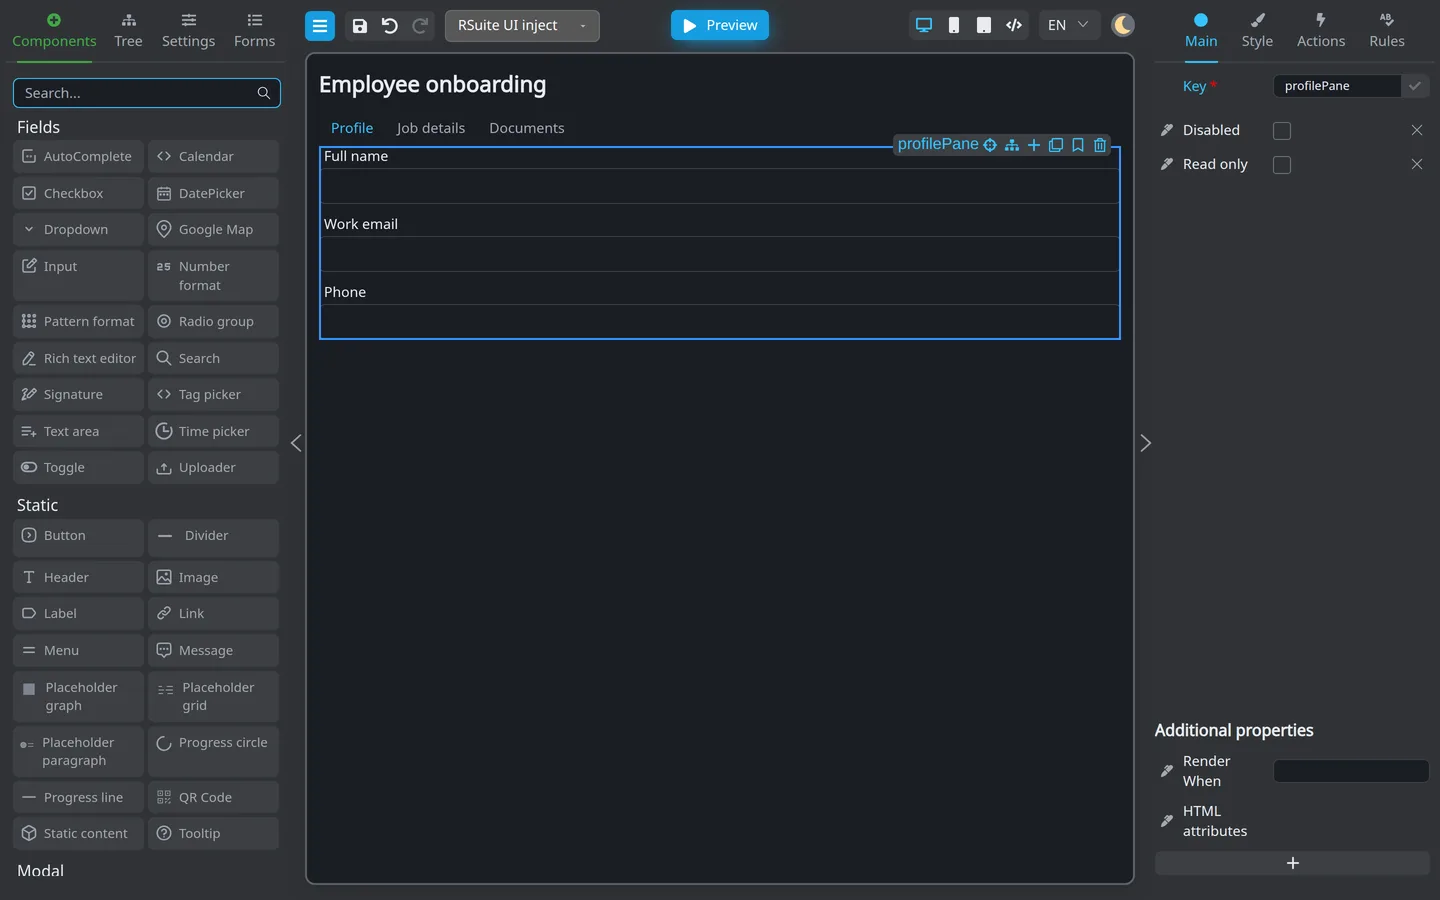 Components
Tree
Settings
Forms
RSuite UI inject
Preview
EN
Main
Style
Actions
Rules
Search...
Fields
AutoComplete
Calendar
Checkbox
DatePicker
Dropdown
Google Map
Input
Number
format
Pattern format
Radio group
Rich text editor
Search
Signature
Tag picker
Text area
Time picker
Toggle
Uploader
Static
Button
Divider
Header
Image
Label
Link
Menu
Message
Placeholder
graph
Placeholder
grid
Placeholder
paragraph
Progress circle
Progress line
QR Code
Static content
Tooltip
Modal
Employee onboarding
Profile
Job details
Documents
profilePane
Full name
Work email
Phone
Key *
profilePane
Disabled
Read only
Additional properties
Render
When
HTML
attributes